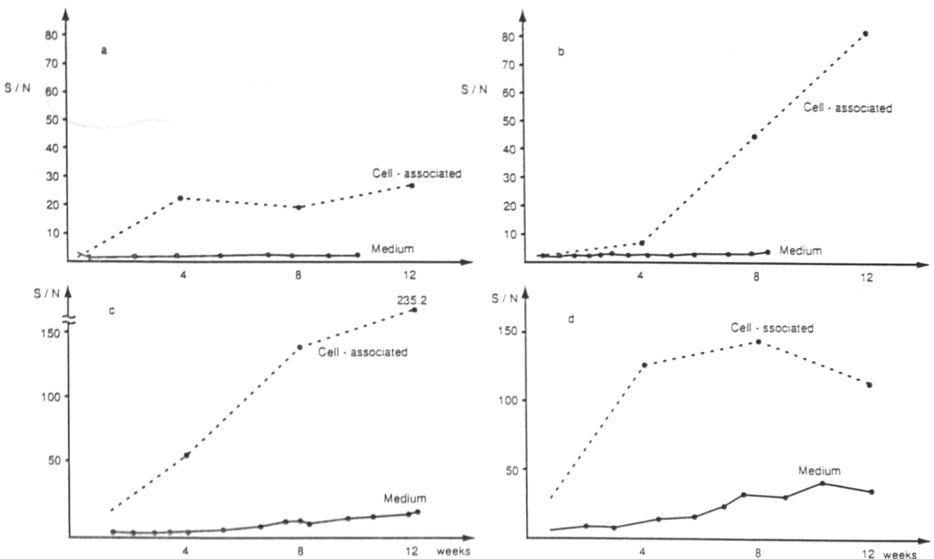 a
S / N
80
70
60
50
40
30
20
10
Cell - associated
Medium
4
8
12
b
S / N
80
70
60
50
40
30
20
10
Cell - associated
Medium
4
8
12
c
S / N
150
100
50
235.2
Cell - associated
Medium
4
8
12 weeks
d
S / N
150
100
50
Cell - ssociated
Medium
4
8
12 weeks